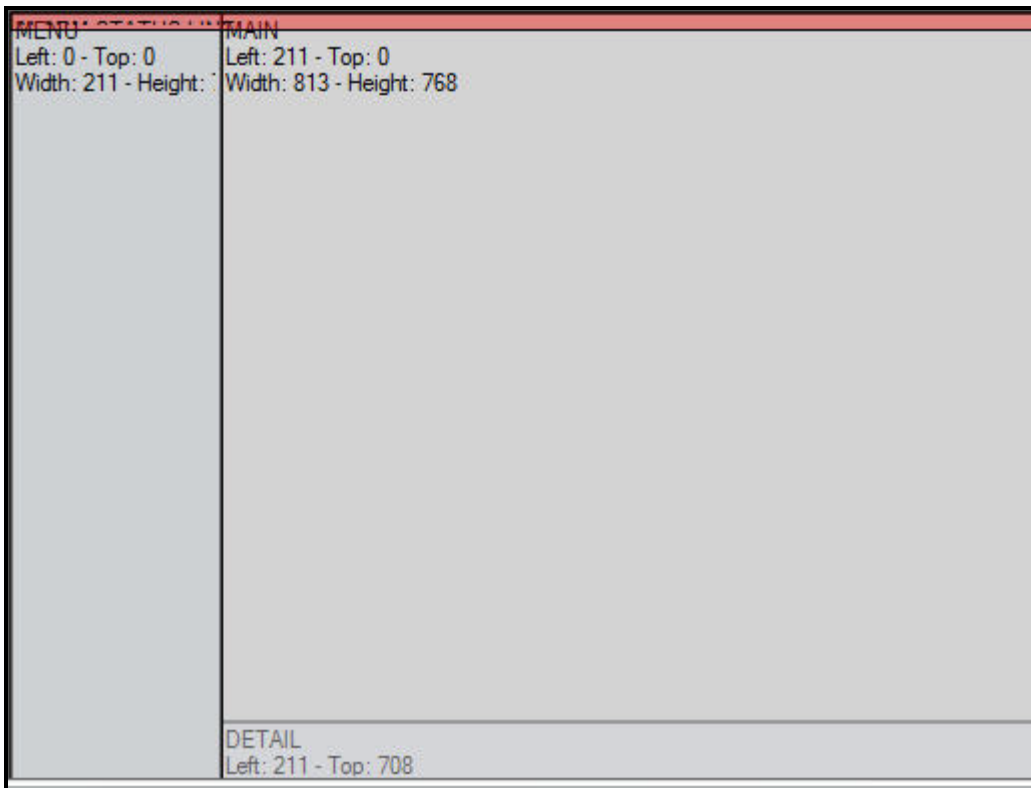 MENU
Left: 0 - Top: 0
Width: 211 - Height:
MAIN
Left: 211 - Top: 0
Width: 813 - Height: 768
DETAIL
Left: 211 - Top: 708